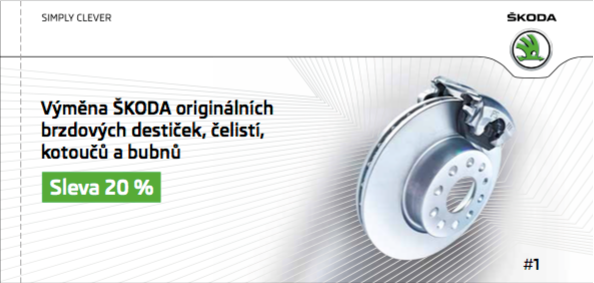 SIMPLY CLEVER
ŠKODA
Výměna ŠKODA originálních
brzdových destiček, čelistí,
kotoučů a bubnů
Sleva 20 %
#1